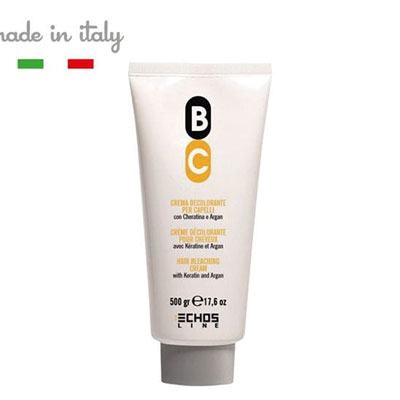 made in italy
B
C
CREMA DECOLORANTE
PER CAPELLI
con Cheratina e Argan
CRÈME DÉCOLORANTE
POUR CHEVEUX
avec Kératine et Argan
HAIR BLEACHING
CREAM
with Keratin and Argan
500 gr ℮ 17,6 oz
ECHOS
LINE